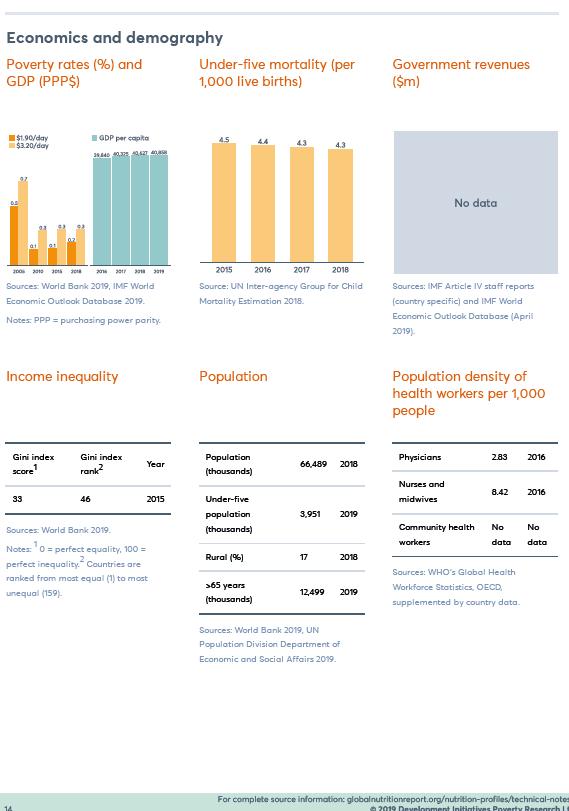 Economics and demography
Poverty rates (%) and
GDP (PPP$)
$1.90/day
$3.20/day
GDP per capita
0.5
0.7
0.1
0.3
0.1
0.3
0.2
0.3
2005
2010
2015
2018
39,840
40,325
40,627
40,858
2016
2017
2018
2019
Sources: World Bank 2019, IMF World
Economic Outlook Database 2019.
Notes: PPP = purchasing power parity.
Under-five mortality (per
1,000 live births)
4.5
4.4
4.3
4.3
2015
2016
2017
2018
Source: UN Inter-agency Group for Child
Mortality Estimation 2018.
Government revenues
($m)
No data
Sources: IMF Article IV staff reports
(country specific) and IMF World
Economic Outlook Database (April
2019).
Income inequality
Gini index
score1
Gini index
rank2
Year
33
46
2015
Sources: World Bank 2019.
Notes: 1 0 = perfect equality, 100 =
perfect inequality.2 Countries are
ranked from most equal (1) to most
unequal (159).
Population
Population
(thousands)
66,489
2018
Under-five
population
(thousands)
3,951
2019
Rural (%)
17
2018
>65 years
(thousands)
12,499
2019
Sources: World Bank 2019, UN
Population Division Department of
Economic and Social Affairs 2019.
Population density of
health workers per 1,000
people
Physicians
2.83
2016
Nurses and
midwives
8.42
2016
Community health
workers
No
data
No
data
Sources: WHO's Global Health
Workforce Statistics, OECD,
supplemented by country data.
For complete source information: globalnutritionreport.org/nutrition-profiles/technical-notes
14
© 2019 Development Initiatives Poverty Research